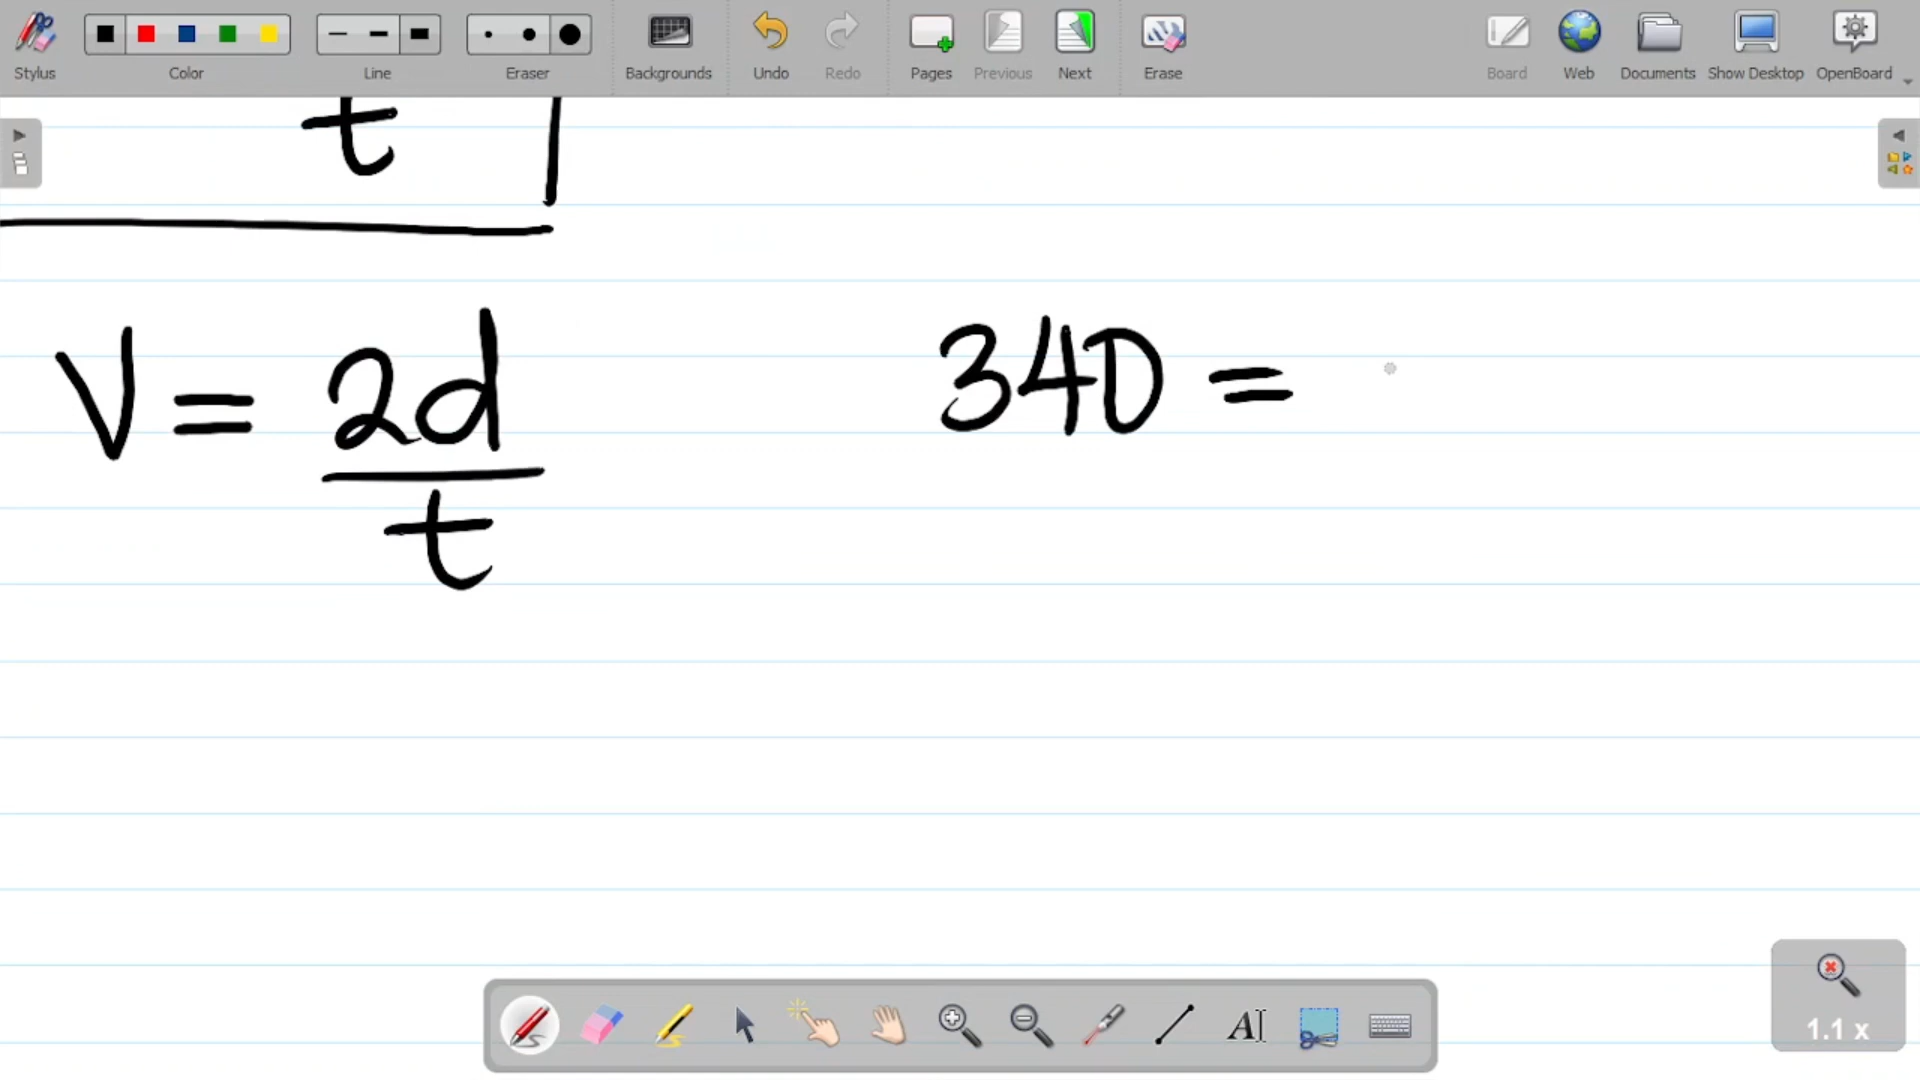 Stylus Color Line Eraser Backgrounds Undo Redo Pages Previous Next Erase Board Web Documents Show Desktop OpenBoard
t
V = 2d 340 =
t
1.1 x